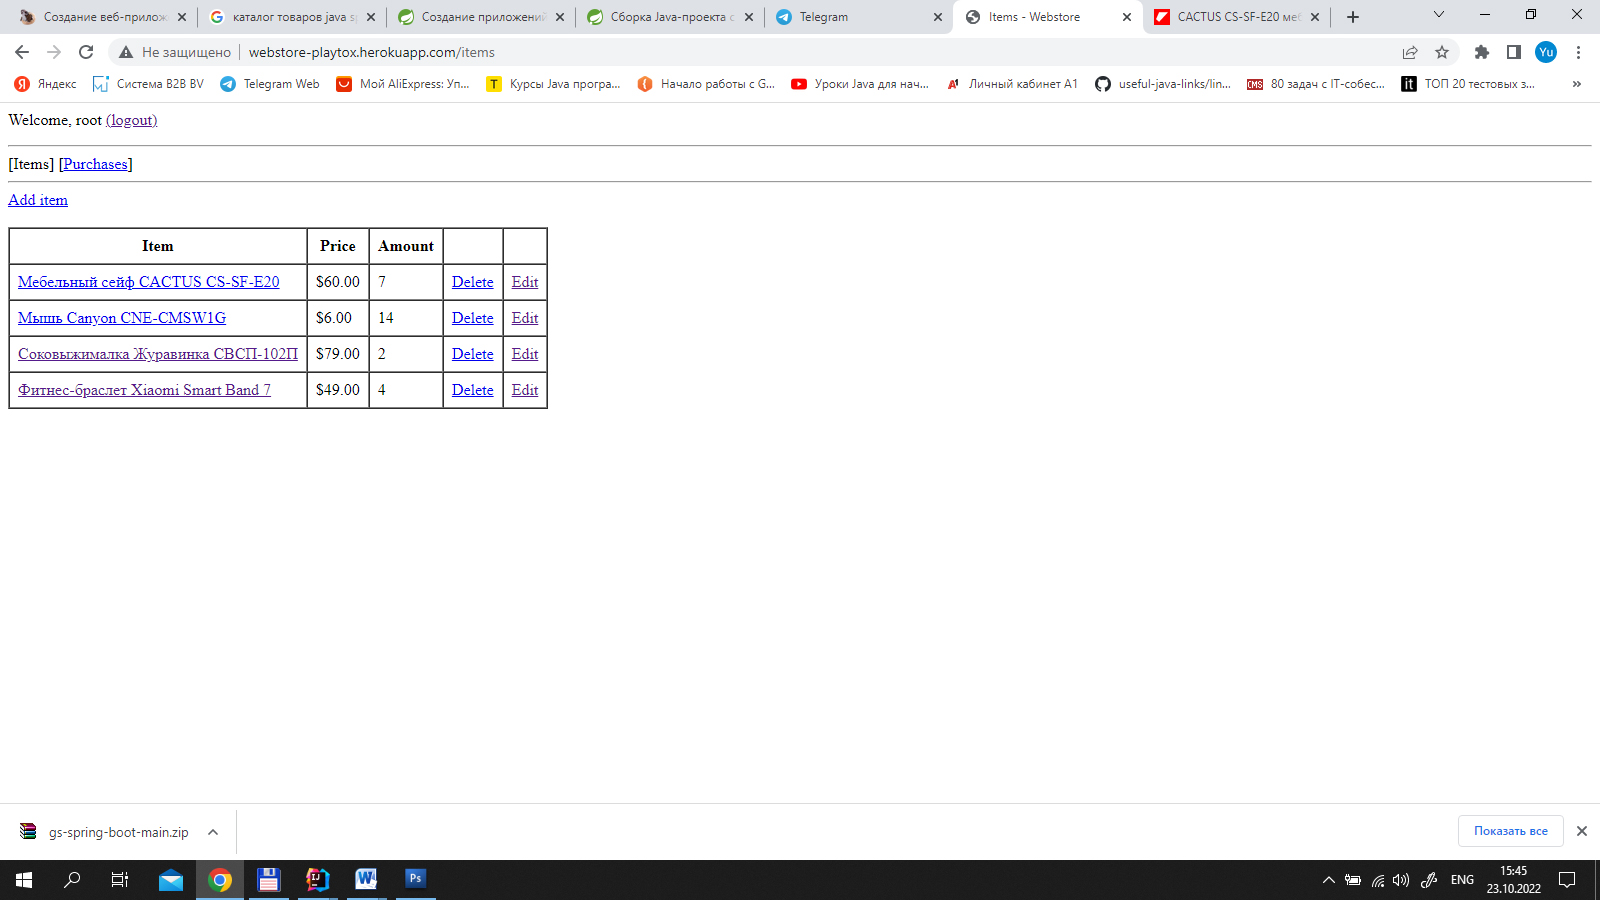 Создание веб-прилож
каталог товаров java s
Создание приложений
Сборка Java-проекта с
Telegram
Items - Webstore
CACTUS CS-SF-E20 меб
Не защищено
webstore-playtox.herokuapp.com/items
Yu
Яндекс
Система B2B BV
Telegram Web
Мой AliExpress: Уп...
Курсы Java програ...
Начало работы с G...
Уроки Java для нач...
Личный кабинет А1
useful-java-links/lin...
80 задач с IT-собес...
ТОП 20 тестовых з...
»
Welcome, root (logout)
[Items] [Purchases]
Add item
Item Price Amount
Мебельный сейф CACTUS CS-SF-E20 $60.00 7 Delete Edit
Мышь Canyon CNE-CMSW1G $6.00 14 Delete Edit
Соковыжималка Журавинка СВСП-102П $79.00 2 Delete Edit
Фитнес-браслет Xiaomi Smart Band 7 $49.00 4 Delete Edit
gs-spring-boot-main.zip
Показать все
ENG
15:45
23.10.2022